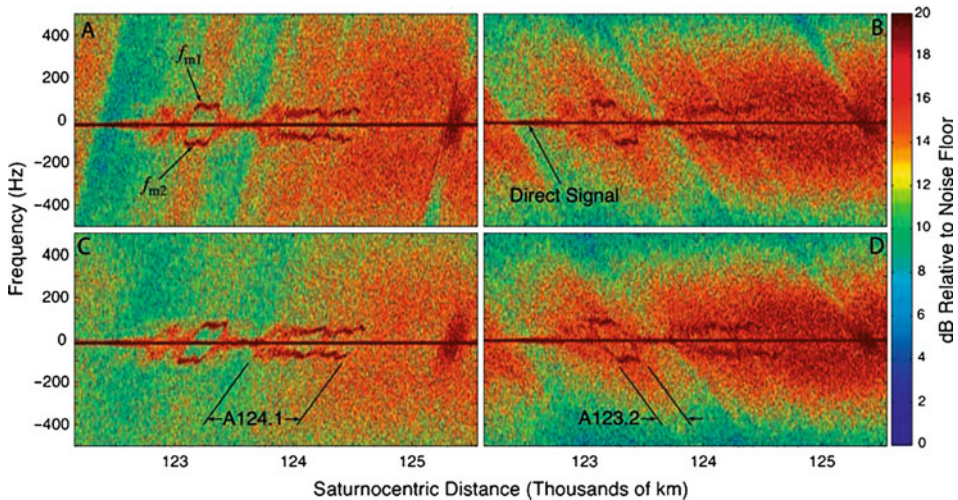 A
B
20
400
18
f_m1
200
16
14
0
12
-200
f_m2
Direct Signal
10
-400
C
D
400
8
200
6
0
4
-200
A124.1
A123.2
2
-400
0
123
124
125
123
124
125
Frequency (Hz)
dB Relative to Noise Floor
Saturnocentric Distance (Thousands of km)